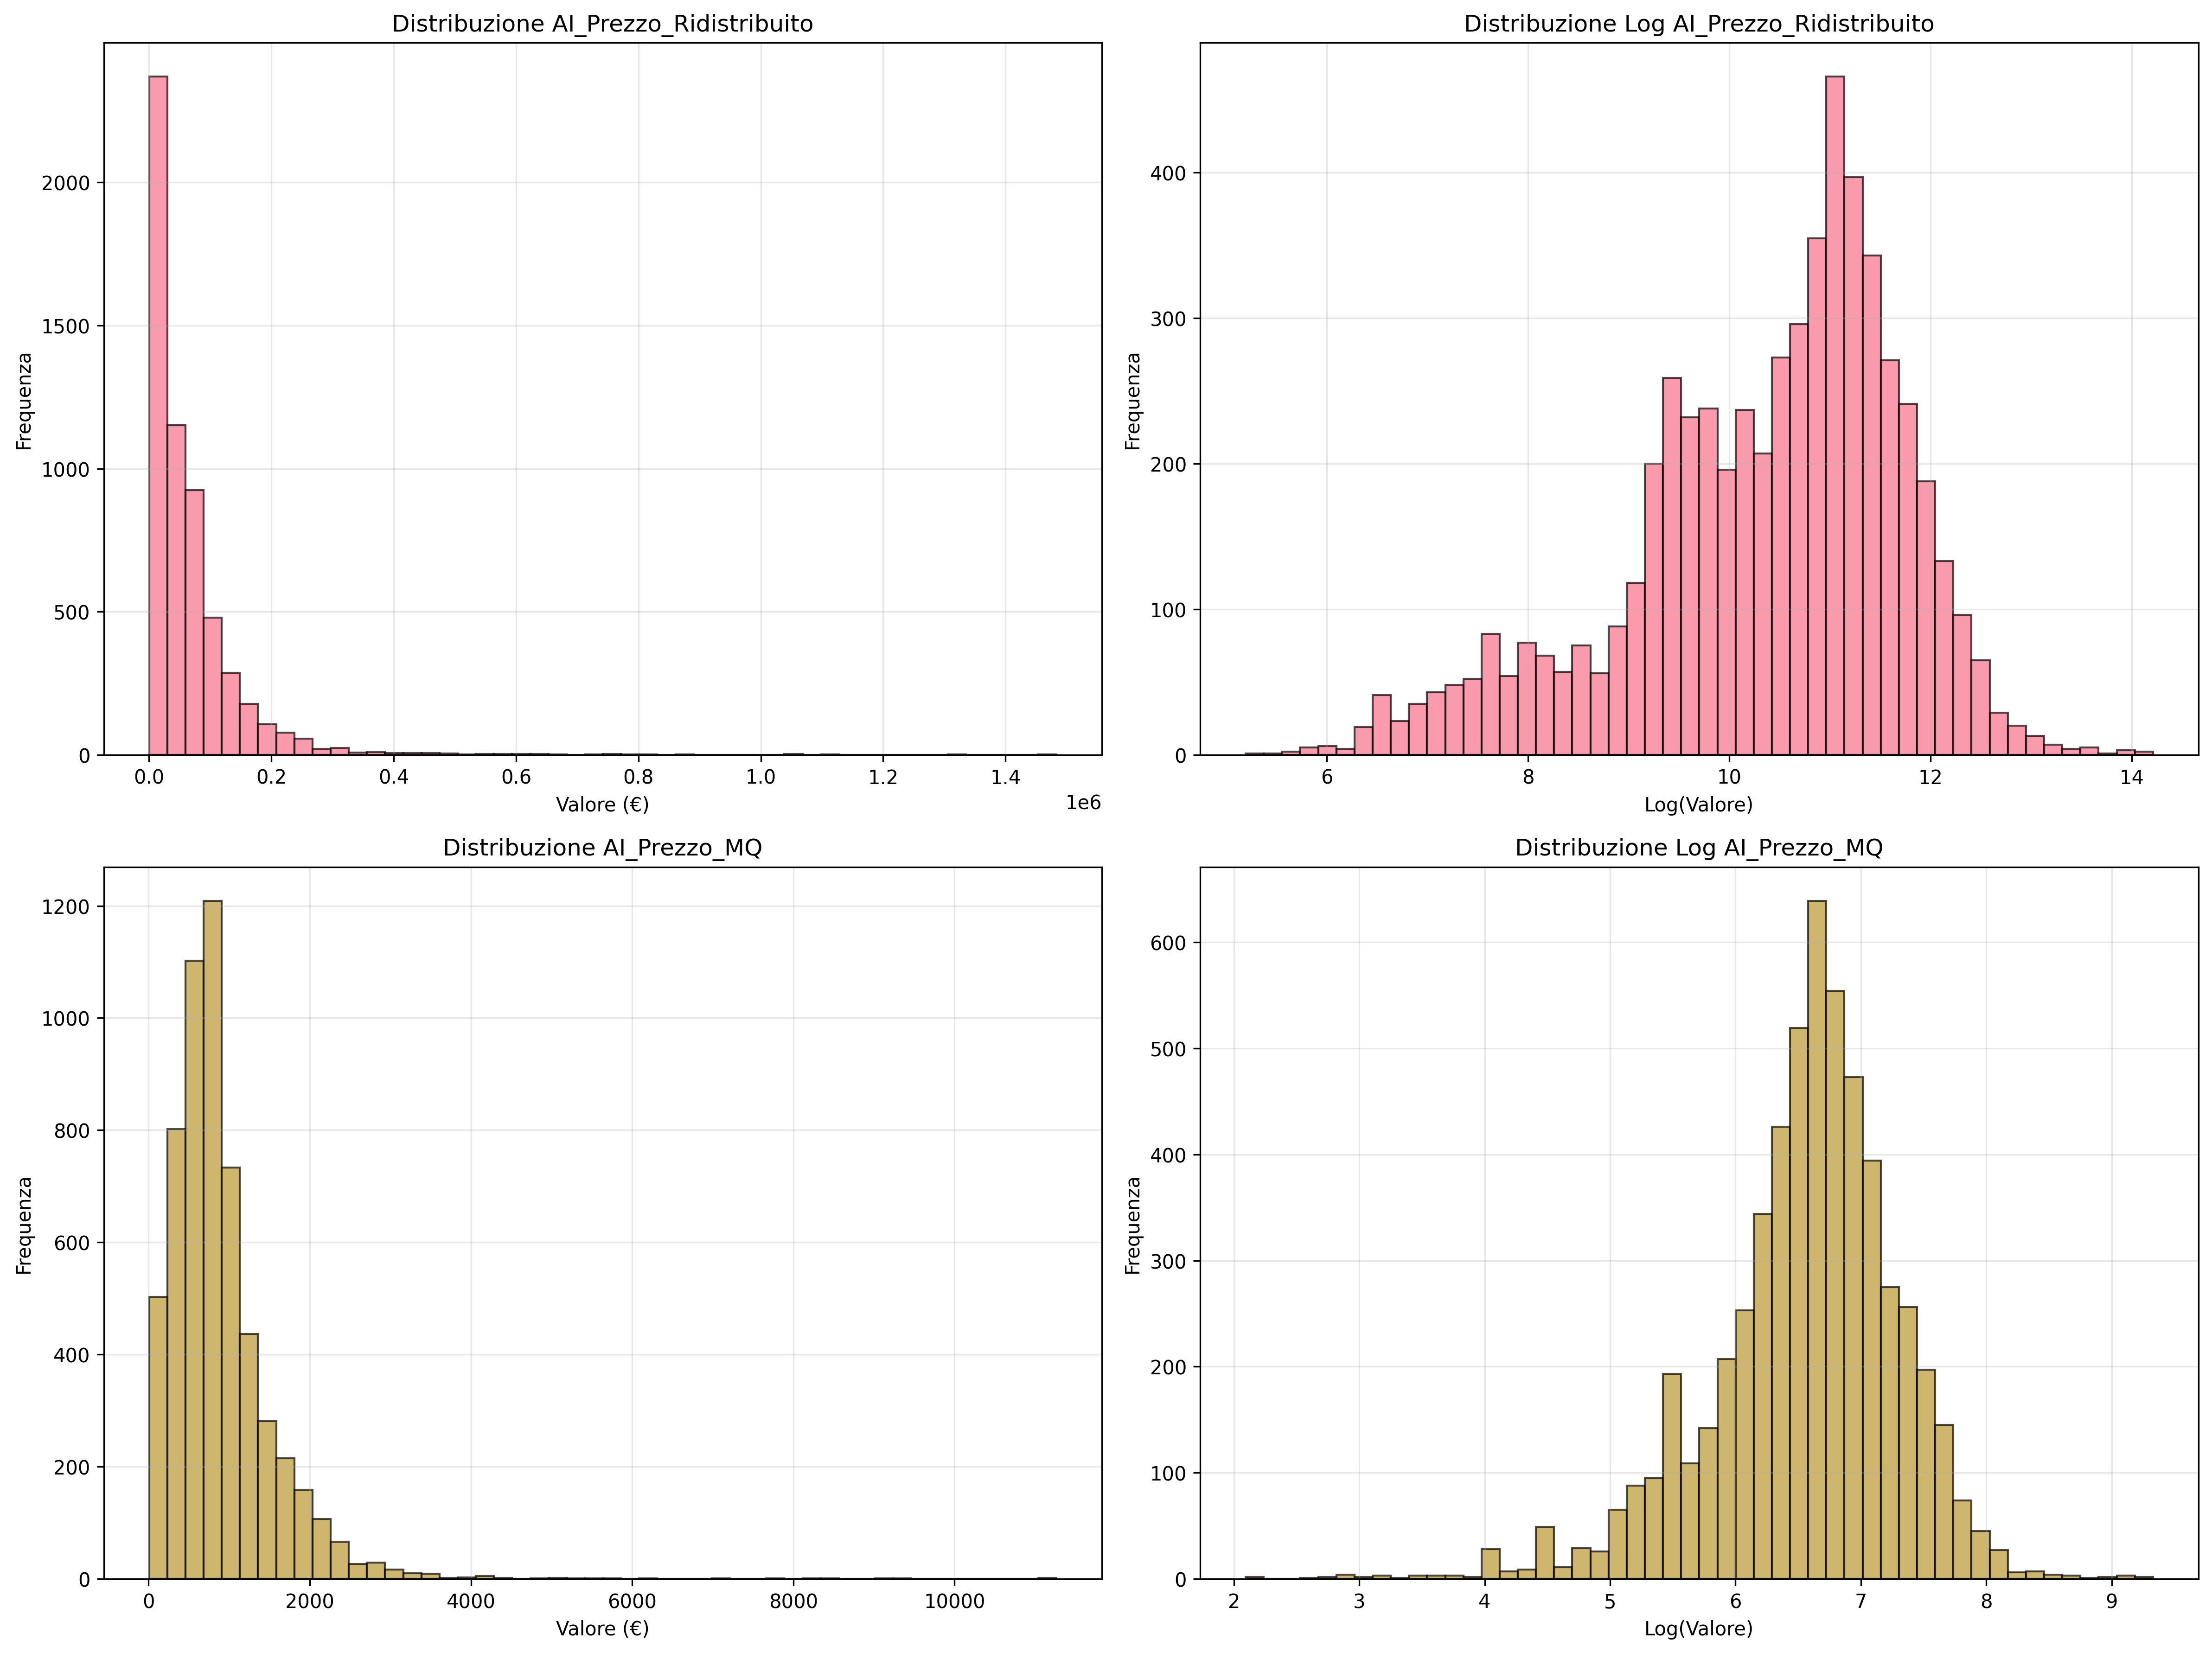 Distribuzione AI_Prezzo_Ridistribuito
Frequenza
2000
1500
1000
500
0
0.0 0.2 0.4 0.6 0.8 1.0 1.2 1.4
1e6
Valore (€)
Distribuzione Log AI_Prezzo_Ridistribuito
Frequenza
400
300
200
100
0
6 8 10 12 14
Log(Valore)
Distribuzione AI_Prezzo_MQ
Frequenza
1200
1000
800
600
400
200
0
0 2000 4000 6000 8000 10000
Valore (€)
Distribuzione Log AI_Prezzo_MQ
Frequenza
600
500
400
300
200
100
0
2 3 4 5 6 7 8 9
Log(Valore)